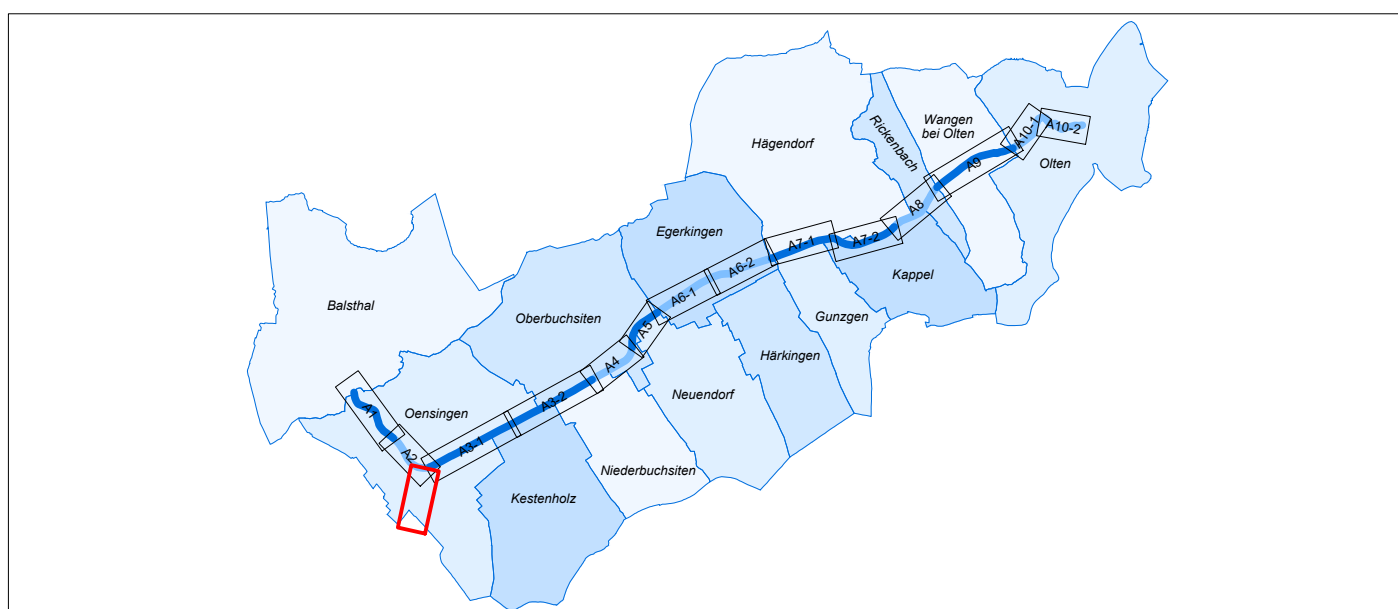 Hägendorf
Rickenbach
Wangen
bei Olten
A10-1
A10-2
Olten
A9
A8
Egerkingen
A7-1
A7-2
A6-2
A6-1
Kappel
Balsthal
Oberbuchsiten
Gunzgen
A5
Härkingen
A4
Neuendorf
A3-2
A1
Oensingen
A3-1
A2
Niederbuchsiten
Kestenholz